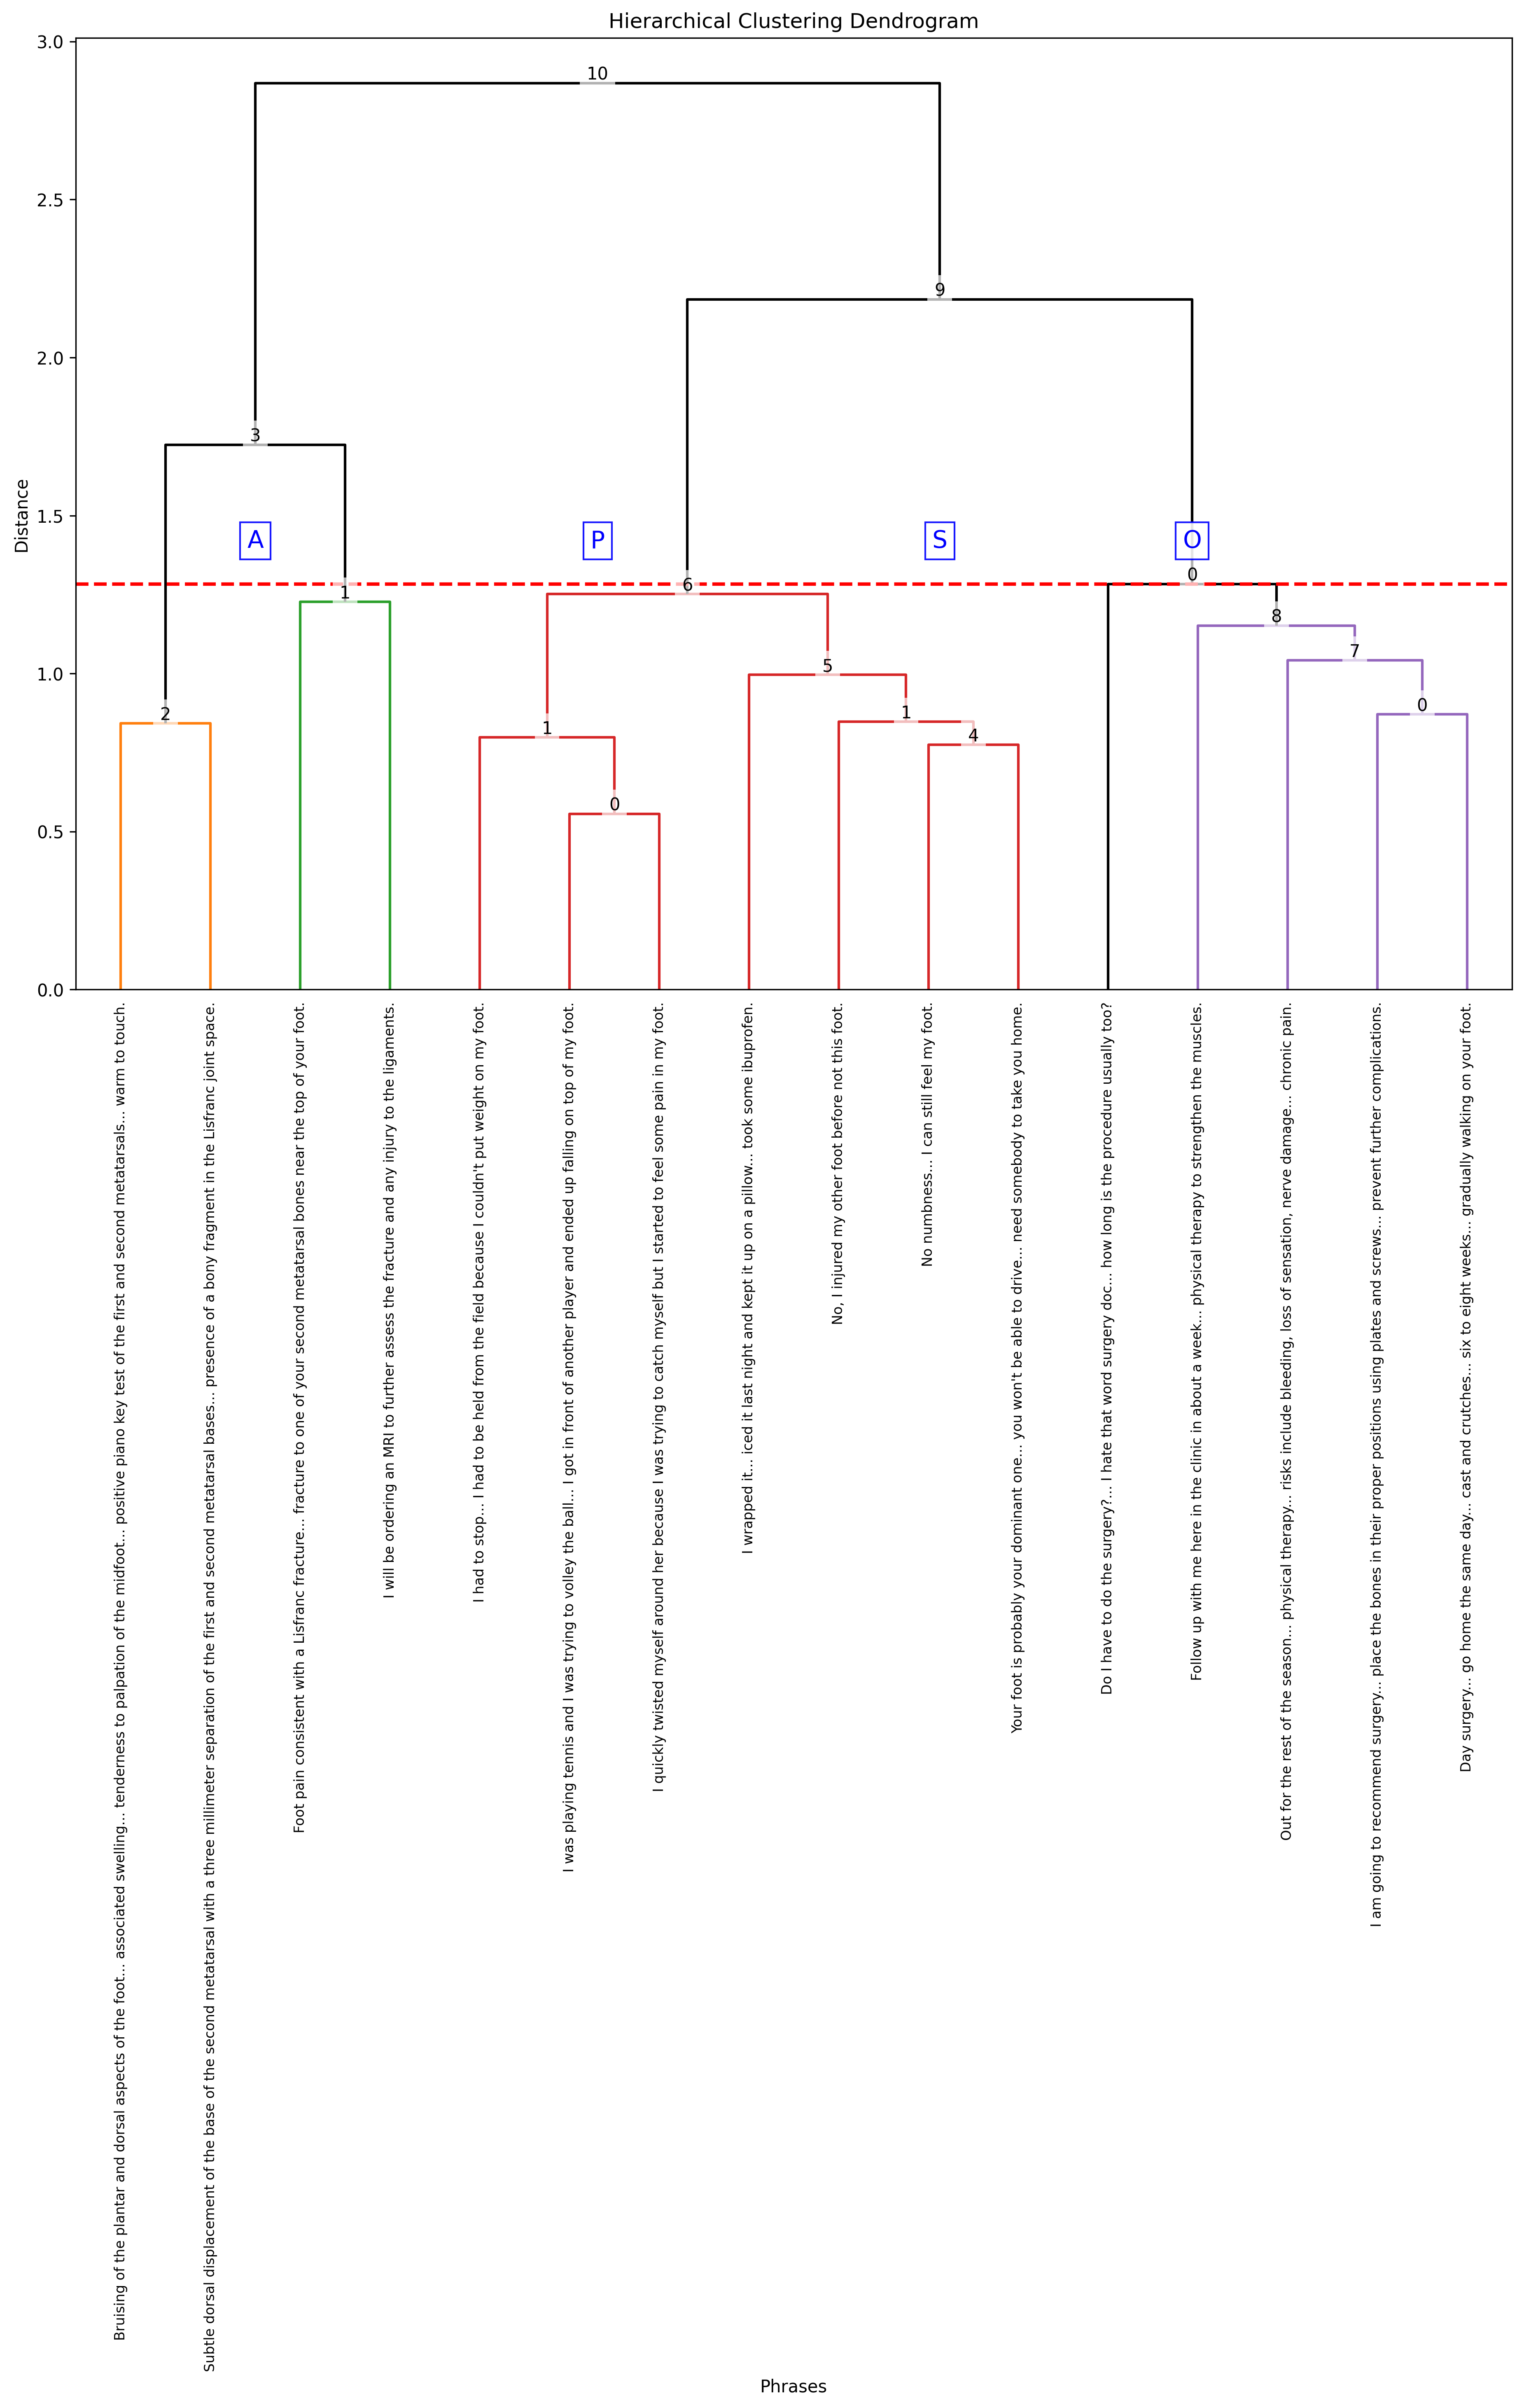 Hierarchical Clustering Dendrogram
3.0
2.5
2.0
1.5
1.0
0.5
0.0
Distance
10
9
3
A
P
S
O
6
0
1
8
7
5
2
1
0
1
4
0
Bruising of the plantar and dorsal aspects of the foot... associated swelling... tenderness to palpation of the midfoot... positive piano key test of the first and second metatarsals... warm to touch.
Subtle dorsal displacement of the base of the second metatarsal with a three millimeter separation of the first and second metatarsal bases... presence of a bony fragment in the Lisfranc joint space.
Foot pain consistent with a Lisfranc fracture... fracture to one of your second metatarsal bones near the top of your foot.
I will be ordering an MRI to further assess the fracture and any injury to the ligaments.
I had to stop... I had to be held from the field because I couldn't put weight on my foot.
I was playing tennis and I was trying to volley the ball... I got in front of another player and ended up falling on top of my foot.
I quickly twisted myself around her because I was trying to catch myself but I started to feel some pain in my foot.
I wrapped it... iced it last night and kept it up on a pillow... took some ibuprofen.
No, I injured my other foot before not this foot.
No numbness... I can still feel my foot.
Your foot is probably your dominant one... you won't be able to drive... need somebody to take you home.
Do I have to do the surgery?... I hate that word surgery doc... how long is the procedure usually too?
Follow up with me here in the clinic in about a week... physical therapy to strengthen the muscles.
Out for the rest of the season... physical therapy... risks include bleeding, loss of sensation, nerve damage... chronic pain.
I am going to recommend surgery... place the bones in their proper positions using plates and screws... prevent further complications.
Day surgery... go home the same day... cast and crutches... six to eight weeks... gradually walking on your foot.
Phrases